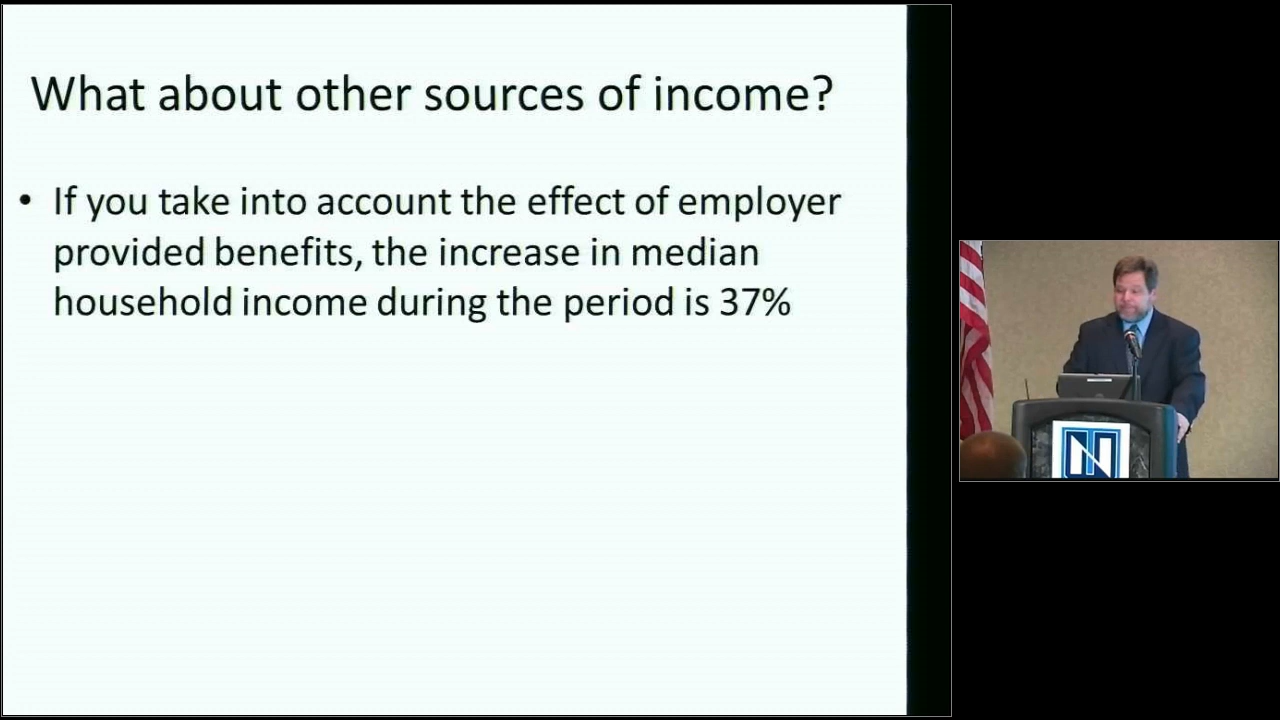 What about other sources of income?
• If you take into account the effect of employer
provided benefits, the increase in median
household income during the period is 37%
N